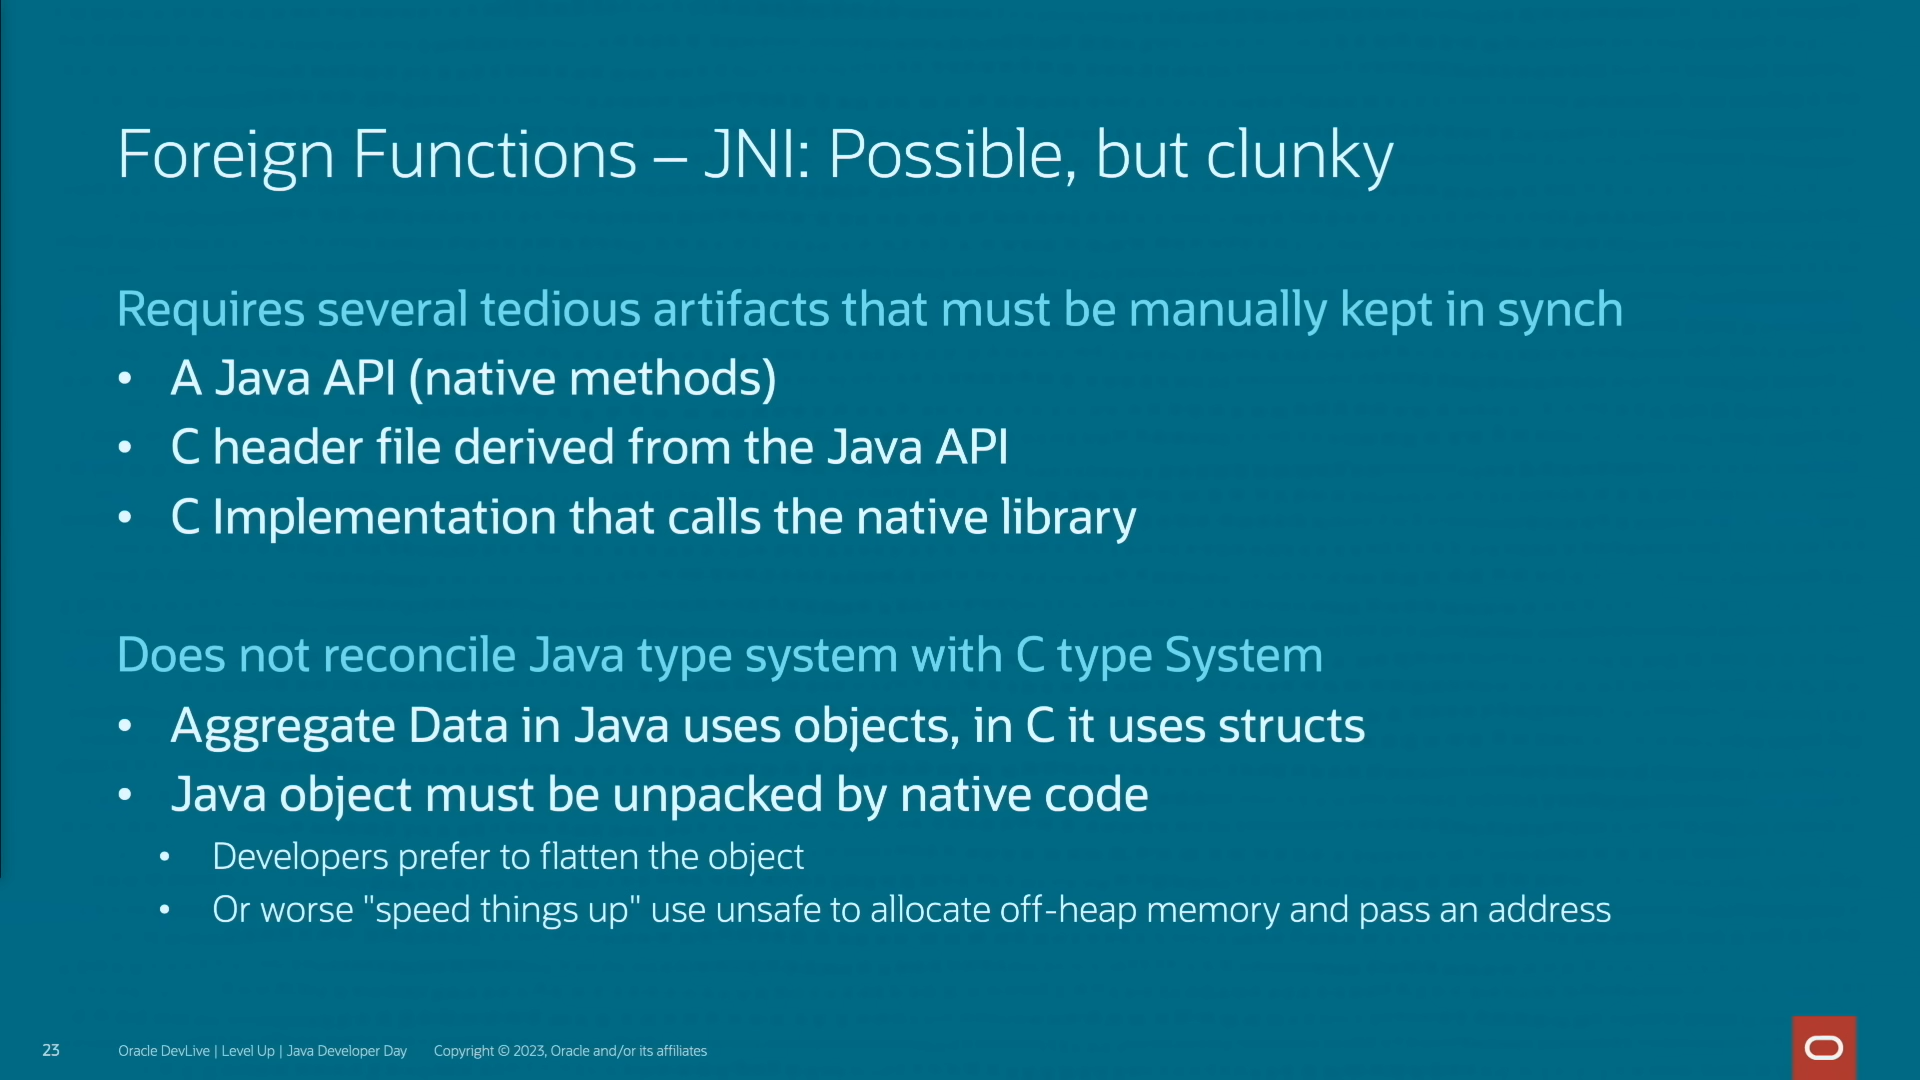 Foreign Functions – JNI: Possible, but clunky
Requires several tedious artifacts that must be manually kept in synch
• A Java API (native methods)
• C header file derived from the Java API
• C Implementation that calls the native library
Does not reconcile Java type system with C type System
• Aggregate Data in Java uses objects, in C it uses structs
• Java object must be unpacked by native code
• Developers prefer to flatten the object
• Or worse "speed things up" use unsafe to allocate off-heap memory and pass an address
23 Oracle DevLive | Level Up | Java Developer Day Copyright © 2023, Oracle and/or its affiliates